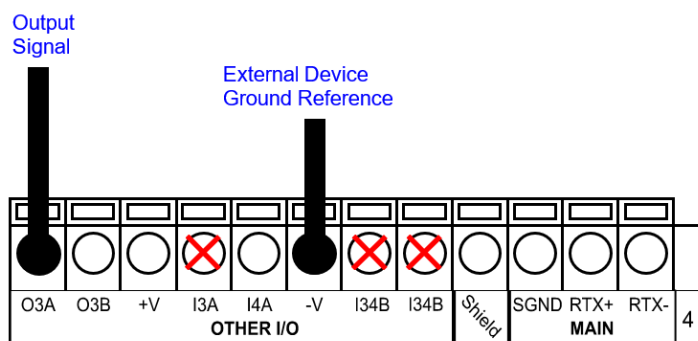 Output
Signal
External Device
Ground Reference
O3A O3B +V I3A I4A -V I34B I34B Shield SGND RTX+ RTX- 4
OTHER I/O MAIN